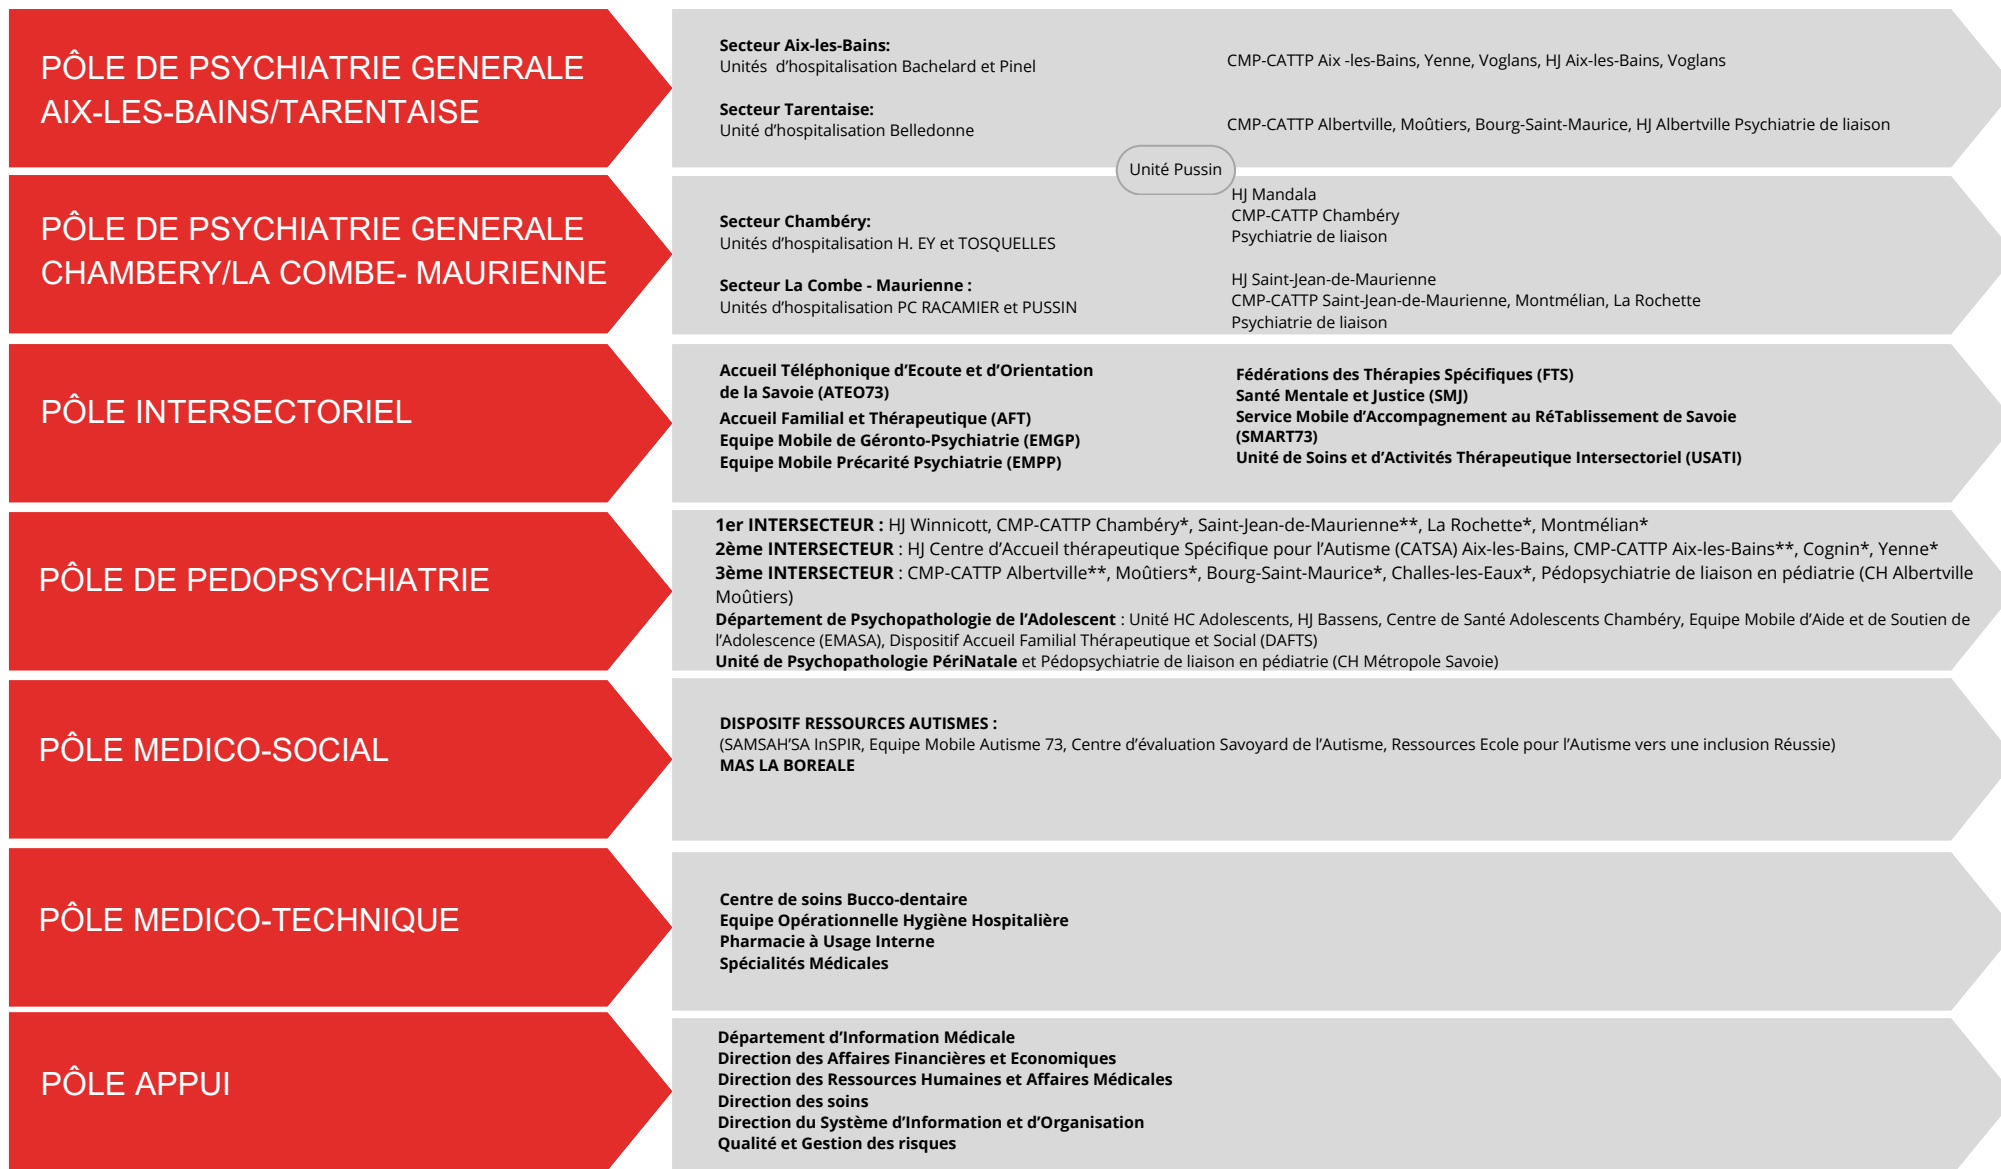 PÔLE DE PSYCHIATRIE GENERALE
AIX-LES-BAINS/TARENTAISE
Secteur Aix-les-Bains:
Unités d'hospitalisation Bachelard et Pinel
CMP-CATTP Aix -les-Bains, Yenne, Voglans, HJ Aix-les-Bains, Voglans
Secteur Tarentaise:
Unité d'hospitalisation Belledonne
CMP-CATTP Albertville, Moûtiers, Bourg-Saint-Maurice, HJ Albertville Psychiatrie de liaison
Unité Pussin
PÔLE DE PSYCHIATRIE GENERALE
CHAMBERY/LA COMBE- MAURIENNE
Secteur Chambéry:
Unités d'hospitalisation H. EY et TOSQUELLES
HJ Mandala
CMP-CATTP Chambéry
Psychiatrie de liaison
Secteur La Combe - Maurienne :
Unités d'hospitalisation PC RACAMIER et PUSSIN
HJ Saint-Jean-de-Maurienne
CMP-CATTP Saint-Jean-de-Maurienne, Montmélian, La Rochette
Psychiatrie de liaison
PÔLE INTERSECTORIEL
Accueil Téléphonique d'Ecoute et d'Orientation
de la Savoie (ATEO73)
Accueil Familial et Thérapeutique (AFT)
Equipe Mobile de Géronto-Psychiatrie (EMGP)
Equipe Mobile Précarité Psychiatrie (EMPP)
Fédérations des Thérapies Spécifiques (FTS)
Santé Mentale et Justice (SMJ)
Service Mobile d'Accompagnement au RéTablissement de Savoie
(SMART73)
Unité de Soins et d'Activités Thérapeutique Intersectoriel (USATI)
PÔLE DE PEDOPSYCHIATRIE
1er INTERSECTEUR : HJ Winnicott, CMP-CATTP Chambéry*, Saint-Jean-de-Maurienne**, La Rochette*, Montmélian*
2ème INTERSECTEUR : HJ Centre d'Accueil thérapeutique Spécifique pour l'Autisme (CATSA) Aix-les-Bains, CMP-CATTP Aix-les-Bains**, Cognin*, Yenne*
3ème INTERSECTEUR : CMP-CATTP Albertville**, Moûtiers*, Bourg-Saint-Maurice*, Challes-les-Eaux*, Pédopsychiatrie de liaison en pédiatrie (CH Albertville
Moûtiers)
Département de Psychopathologie de l'Adolescent : Unité HC Adolescents, HJ Bassens, Centre de Santé Adolescents Chambéry, Equipe Mobile d'Aide et de Soutien de
l'Adolescence (EMASA), Dispositif Accueil Familial Thérapeutique et Social (DAFTS)
Unité de Psychopathologie PériNatale et Pédopsychiatrie de liaison en pédiatrie (CH Métropole Savoie)
PÔLE MEDICO-SOCIAL
DISPOSITF RESSOURCES AUTISMES :
(SAMSAH'SA InSPIR, Equipe Mobile Autisme 73, Centre d'évaluation Savoyard de l'Autisme, Ressources Ecole pour l'Autisme vers une inclusion Réussie)
MAS LA BOREALE
PÔLE MEDICO-TECHNIQUE
Centre de soins Bucco-dentaire
Equipe Opérationnelle Hygiène Hospitalière
Pharmacie à Usage Interne
Spécialités Médicales
PÔLE APPUI
Département d'Information Médicale
Direction des Affaires Financières et Economiques
Direction des Ressources Humaines et Affaires Médicales
Direction des soins
Direction du Système d'Information et d'Organisation
Qualité et Gestion des risques